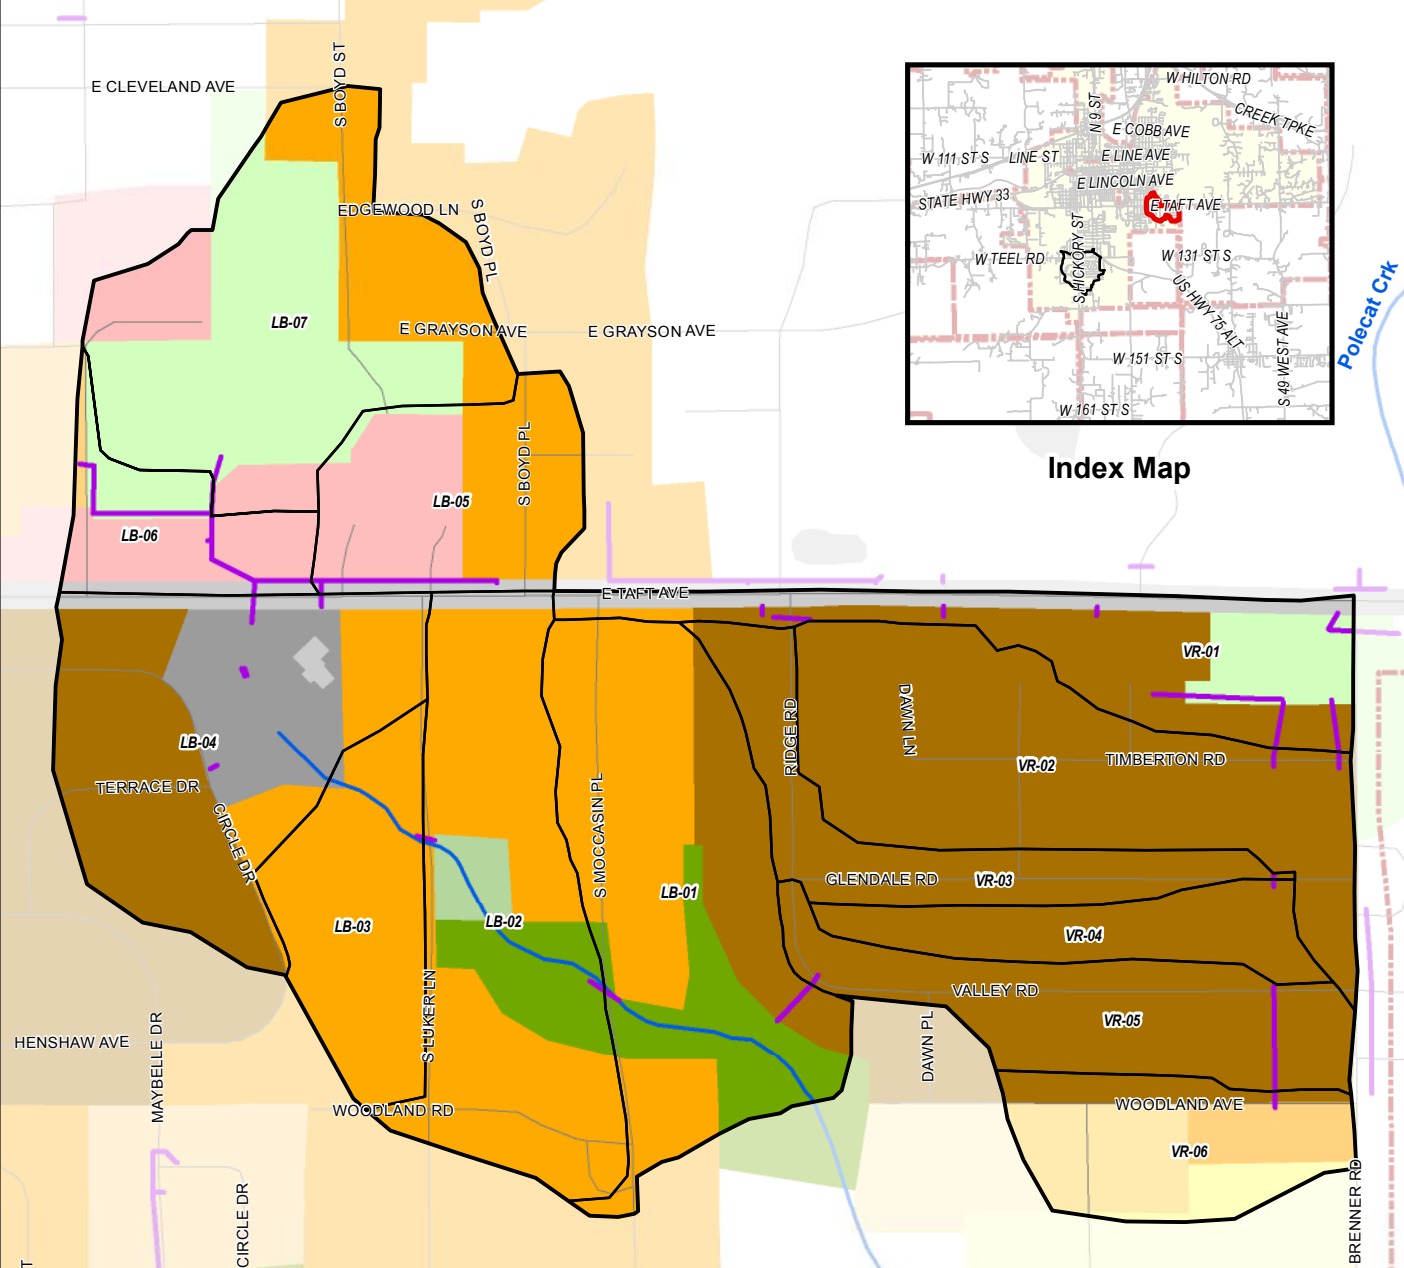 E CLEVELAND AVE
S BOYD ST
EDGEWOOD LN
S BOYD PL
E GRAYSON AVE
E GRAYSON AVE
LB-07
S BOYD PL
LB-05
LB-06
E TAFT AVE
W HILTON RD
N 9 ST
CREEK TPKE
E COBB AVE
W 111 ST S
LINE ST
E LINE AVE
E LINCOLN AVE
STATE HWY 33
E TAFT AVE
S HICKORY ST
W TEEL RD
W 131 ST S
US HWY 75 ALT
S 49 WEST AVE
W 151 ST S
W 161 ST S
Index Map
Polecat Crk
VR-01
RIDGE RD
DAWN LN
LB-04
VR-02
TIMBERTON RD
TERRACE DR
CIRCLE DR
S MOCCASIN PL
GLENDALE RD
VR-03
LB-01
LB-03
LB-02
VR-04
VALLEY RD
S LUKER LN
VR-05
HENSHAW AVE
MAYBELLE DR
DAWN PL
WOODLAND RD
WOODLAND AVE
VR-06
CIRCLE DR
BRENNER RD
T